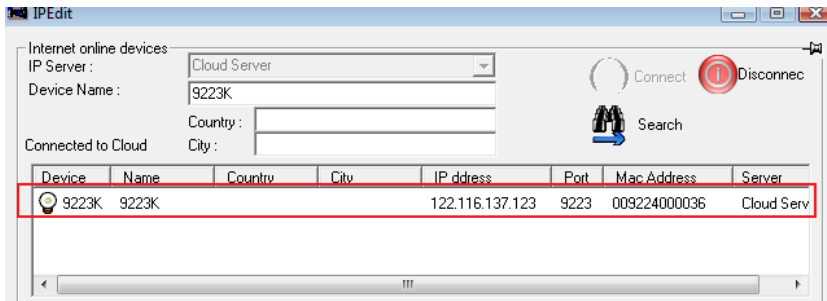 IPEdit
Internet online devices
IP Server : Cloud Server Connect Disconnec
Device Name : 9223K
Country : Search
Connected to Cloud City :
Device Name Country City IP ddress Port Mac Address Server
9223K 9223K 122.116.137.123 9223 009224000036 Cloud Serv